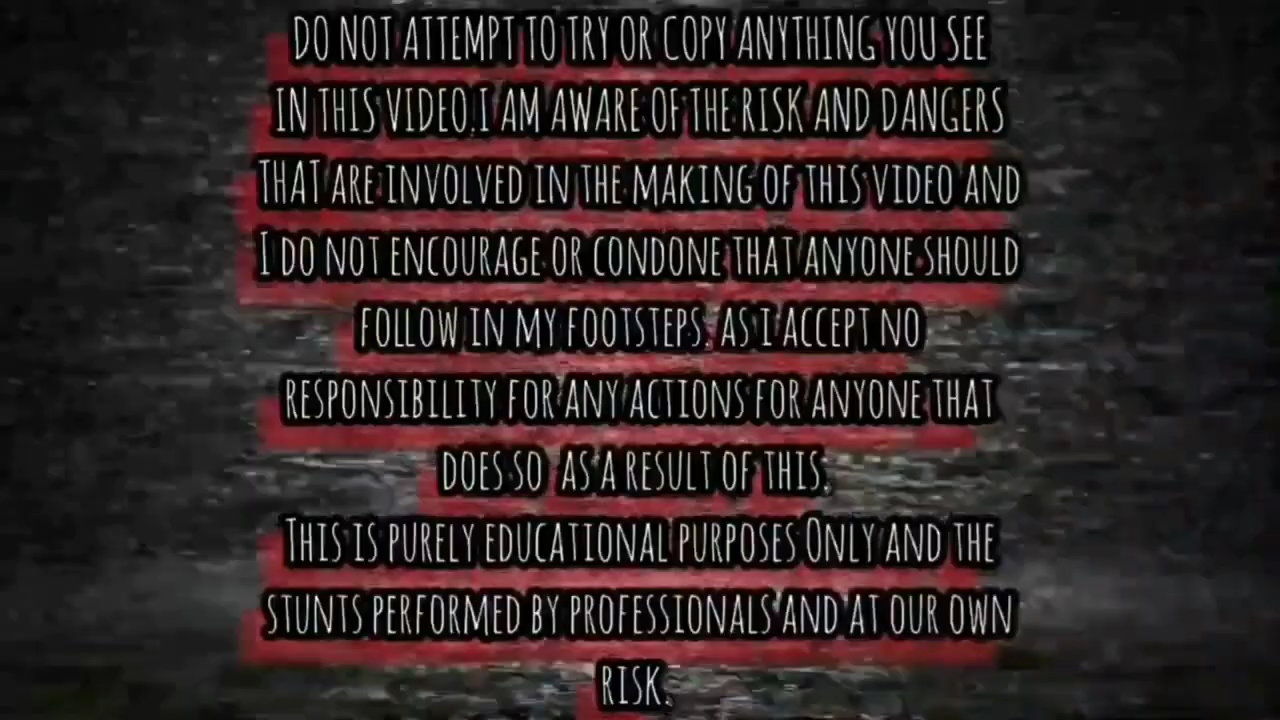 DO NOT ATTEMPT TO TRY OR COPY ANYTHING YOU SEE
IN THIS VIDEO,I AM AWARE OF THE RISK AND DANGERS
THAT ARE INVOLVED IN THE MAKING OF THIS VIDEO AND
I DO NOT ENCOURAGE OR CONDONE THAT ANYONE SHOULD
FOLLOW IN MY FOOTSTEPS. AS I ACCEPT NO
RESPONSIBILITY FOR ANY ACTIONS FOR ANYONE THAT
DOES SO AS A RESULT OF THIS.
THIS IS PURELY EDUCATIONAL PURPOSES ONLY AND THE
STUNTS PERFORMED BY PROFESSIONALS AND AT OUR OWN
RISK.